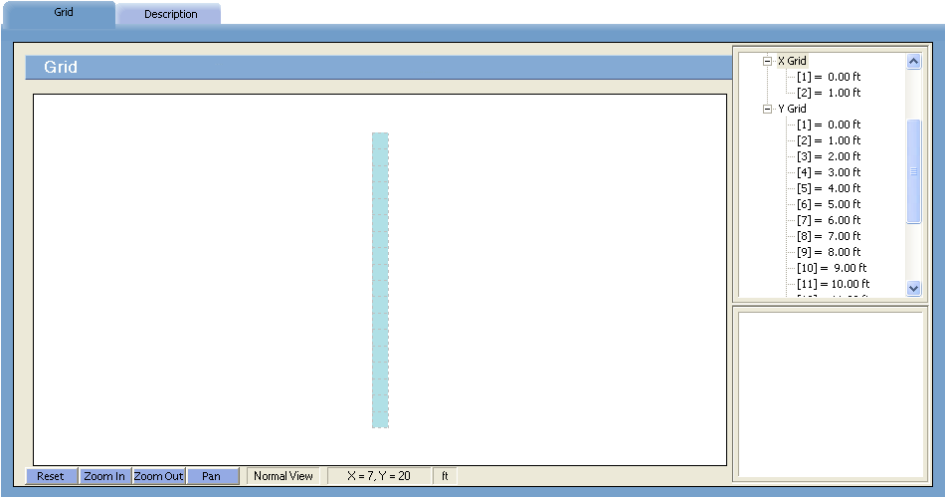 Grid Description
Grid
X Grid
[1] = 0.00 ft
[2] = 1.00 ft
Y Grid
[1] = 0.00 ft
[2] = 1.00 ft
[3] = 2.00 ft
[4] = 3.00 ft
[5] = 4.00 ft
[6] = 5.00 ft
[7] = 6.00 ft
[8] = 7.00 ft
[9] = 8.00 ft
[10] = 9.00 ft
[11] = 10.00 ft
Reset Zoom In Zoom Out Pan Normal View X = 7, Y = 20 ft